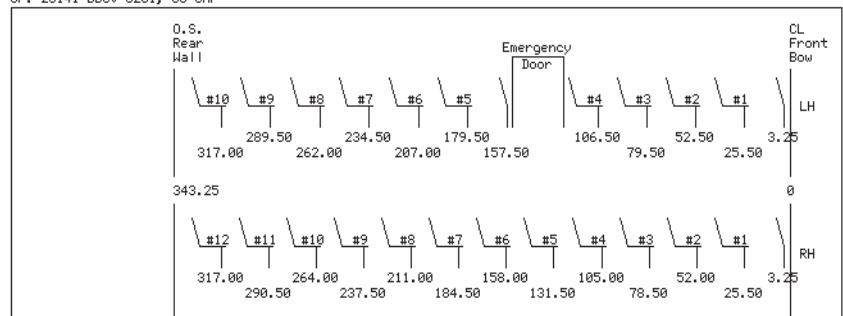 O.S.
Rear
Wall
Emergency
Door
CL
Front
Bow
#10 #9 #8 #7 #6 #5 #4 #3 #2 #1 LH
289.50 234.50 179.50 106.50 52.50 3.25
317.00 262.00 207.00 157.50 79.50 25.50
343.25 0
#12 #11 #10 #9 #8 #7 #6 #5 #4 #3 #2 #1 RH
317.00 264.00 211.00 158.00 105.00 52.00 3.25
290.50 237.50 184.50 131.50 78.50 25.50